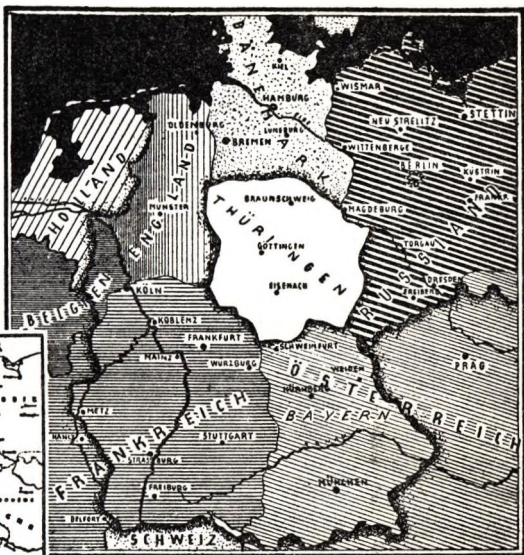 DÄNEMARK
KIEL
WISMAR
HAMBURG
STETTIN
OLDENBURG
LÜNEBURG
NEU STRELITZ
BREMEN
WITTENBERGE
BERLIN
HOLLAND
ENGLAND
KÜSTRIN
FRANKF.
BRAUNSCHWEIG
MAGDEBURG
MÜNSTER
THÜRINGEN
TORGAU
GÖTTINGEN
RUSSLAND
DRESDEN
EISENACH
FREIBERG
BELGIEN
KÖLN
KOBLENZ
FRANKFURT
SCHWEINFURT
MAINZ
WÜRZBURG
WEIDEN
PRAG
ÖSTERREICH
NÜRNBERG
BAYERN
METZ
FRANKREICH
NANCY
STUTTGART
STRASSBURG
MÜNCHEN
FREIBURG
BELFORT
SCHWEIZ